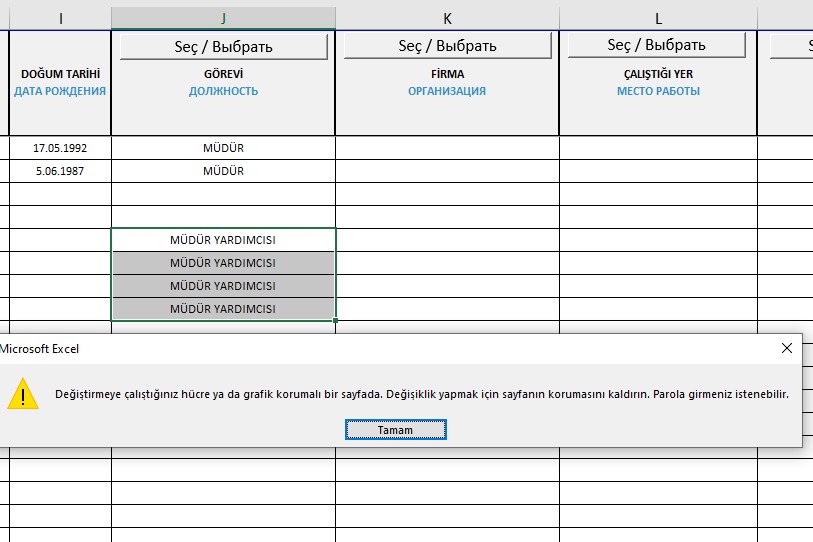 I J K L
Seç / Выбрать Seç / Выбрать Seç / Выбрать S
DOĞUM TARİHİ GÖREVİ FİRMA ÇALIŞTIĞI YER
ДАТА РОЖДЕНИЯ ДОЛЖНОСТЬ ОРГАНИЗАЦИЯ МЕСТО РАБОТЫ
17.05.1992 MÜDÜR
5.06.1987 MÜDÜR
MÜDÜR YARDIMCISI
MÜDÜR YARDIMCISI
MÜDÜR YARDIMCISI
MÜDÜR YARDIMCISI
Microsoft Excel
Değiştirmeye çalıştığınız hücre ya da grafik korumalı bir sayfada. Değişiklik yapmak için sayfanın korumasını kaldırın. Parola girmeniz istenebilir.
Tamam